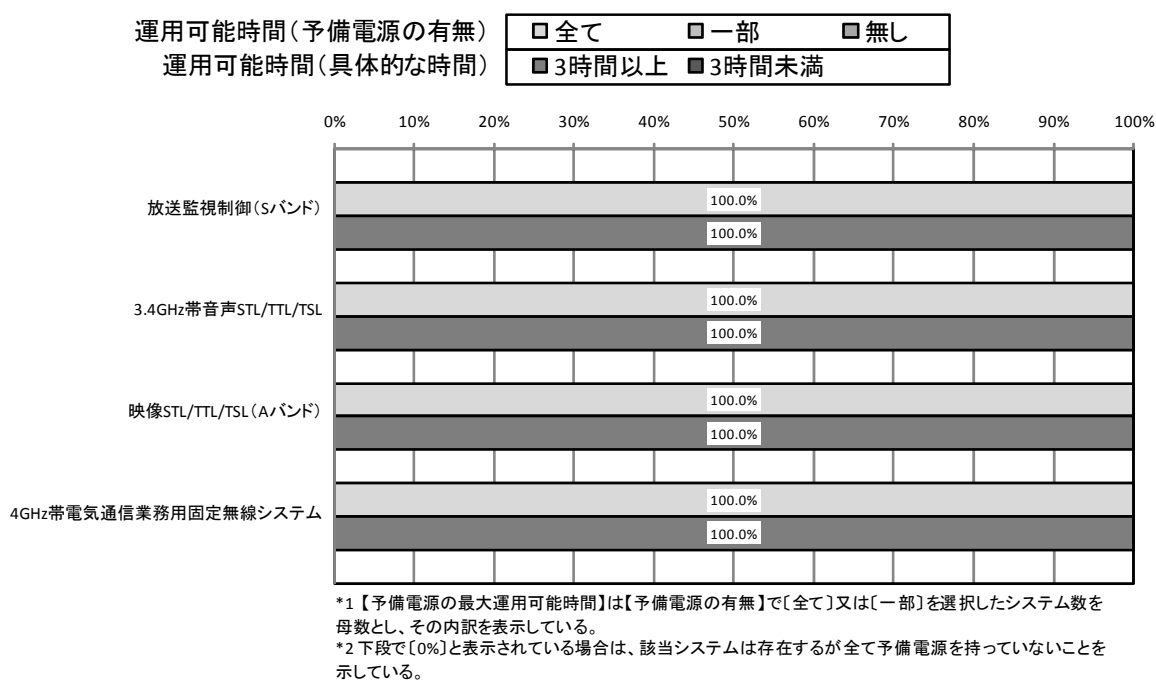 運用可能時間(予備電源の有無) 全て 一部 無し
運用可能時間(具体的な時間) 3時間以上 3時間未満
0% 10% 20% 30% 40% 50% 60% 70% 80% 90% 100%
100.0%
放送監視制御(Sバンド)
100.0%
100.0%
3.4GHz帯音声STL/TTL/TSL
100.0%
100.0%
映像STL/TTL/TSL(Aバンド)
100.0%
100.0%
4GHz帯電気通信業務用固定無線システム
100.0%
*1【予備電源の最大運用可能時間】は【予備電源の有無】で〔全て〕又は〔一部〕を選択したシステム数を
母数とし、その内訳を表示している。
*2 下段で〔0%〕と表示されている場合は、該当システムは存在するが全て予備電源を持っていないことを
示している。